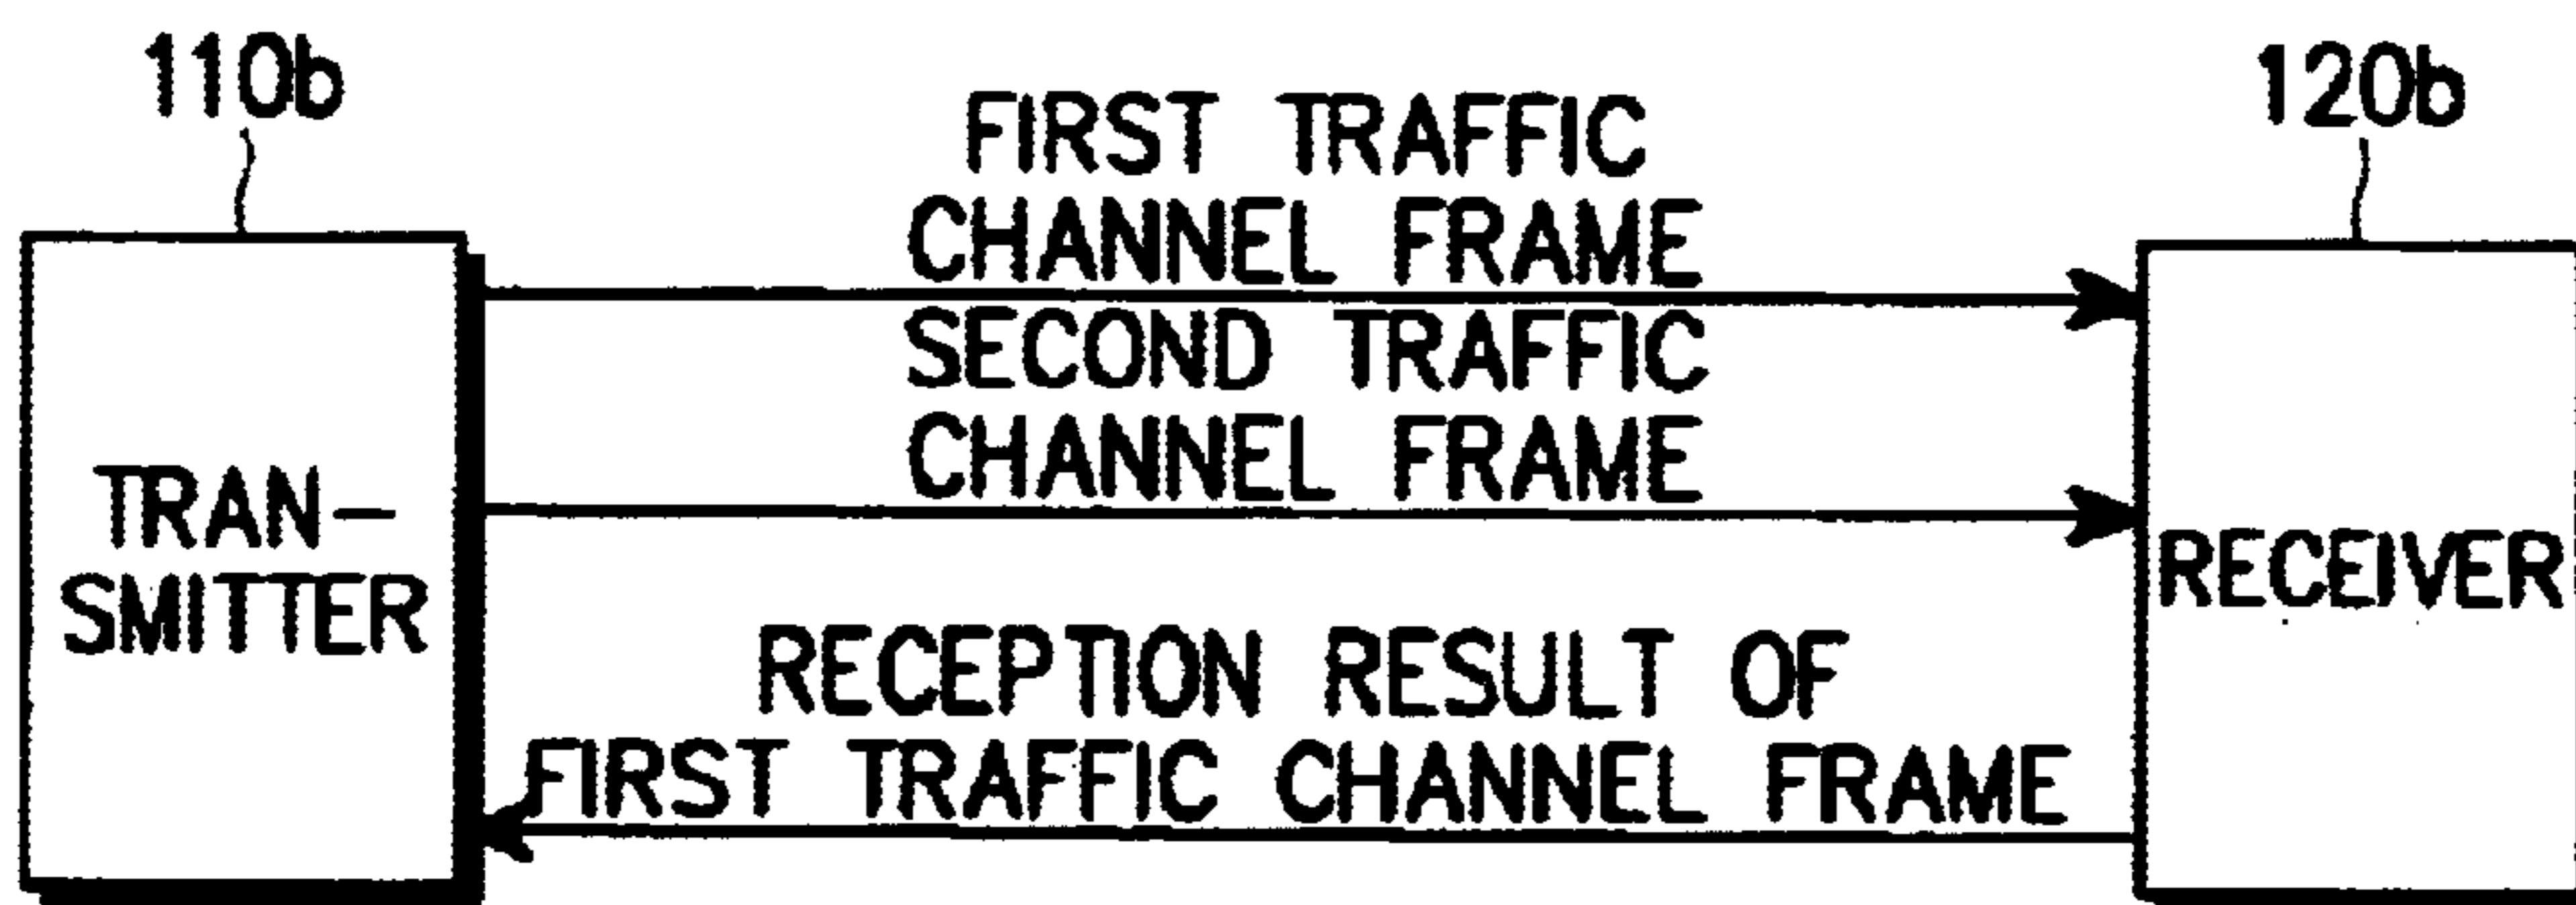 110b
120b
FIRST TRAFFIC
CHANNEL FRAME
SECOND TRAFFIC
CHANNEL FRAME
TRAN-
SMITTER
RECEIVER
RECEPTION RESULT OF
FIRST TRAFFIC CHANNEL FRAME